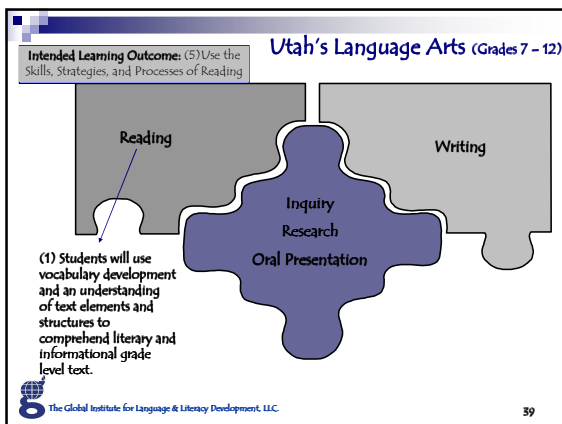 Utah's Language Arts (Grades 7 – 12)
Intended Learning Outcome: (5)Use the
Skills, Strategies, and Processes of Reading
Reading
Writing
Inquiry
Research
Oral Presentation
(1) Students will use
vocabulary development
and an understanding
of text elements and
structures to
comprehend literary and
informational grade
level text.
g The Global Institute for Language & Literacy Development, LLC.
39